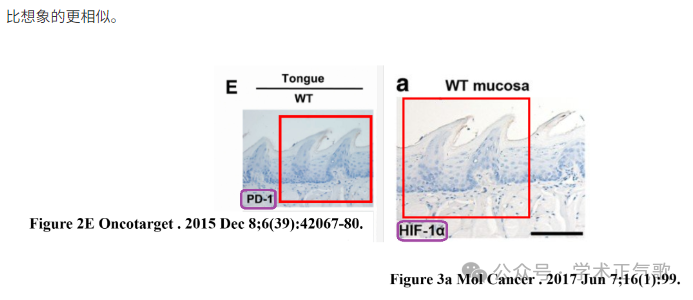 比想象的更相似。
E
Tongue
WT
PD-1
Figure 2E Oncotarget . 2015 Dec 8;6(39):42067-80.
a
WT mucosa
HIF-1α
公众号 · 学术正气歌
Figure 3a Mol Cancer . 2017 Jun 7;16(1):99.